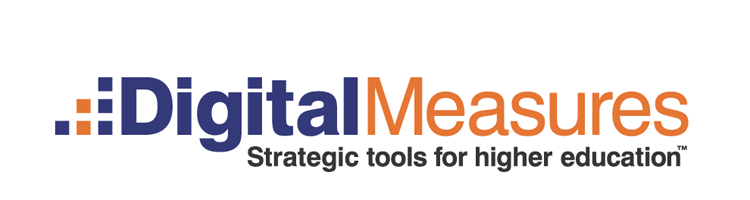 DigitalMeasures
Strategic tools for higher education™